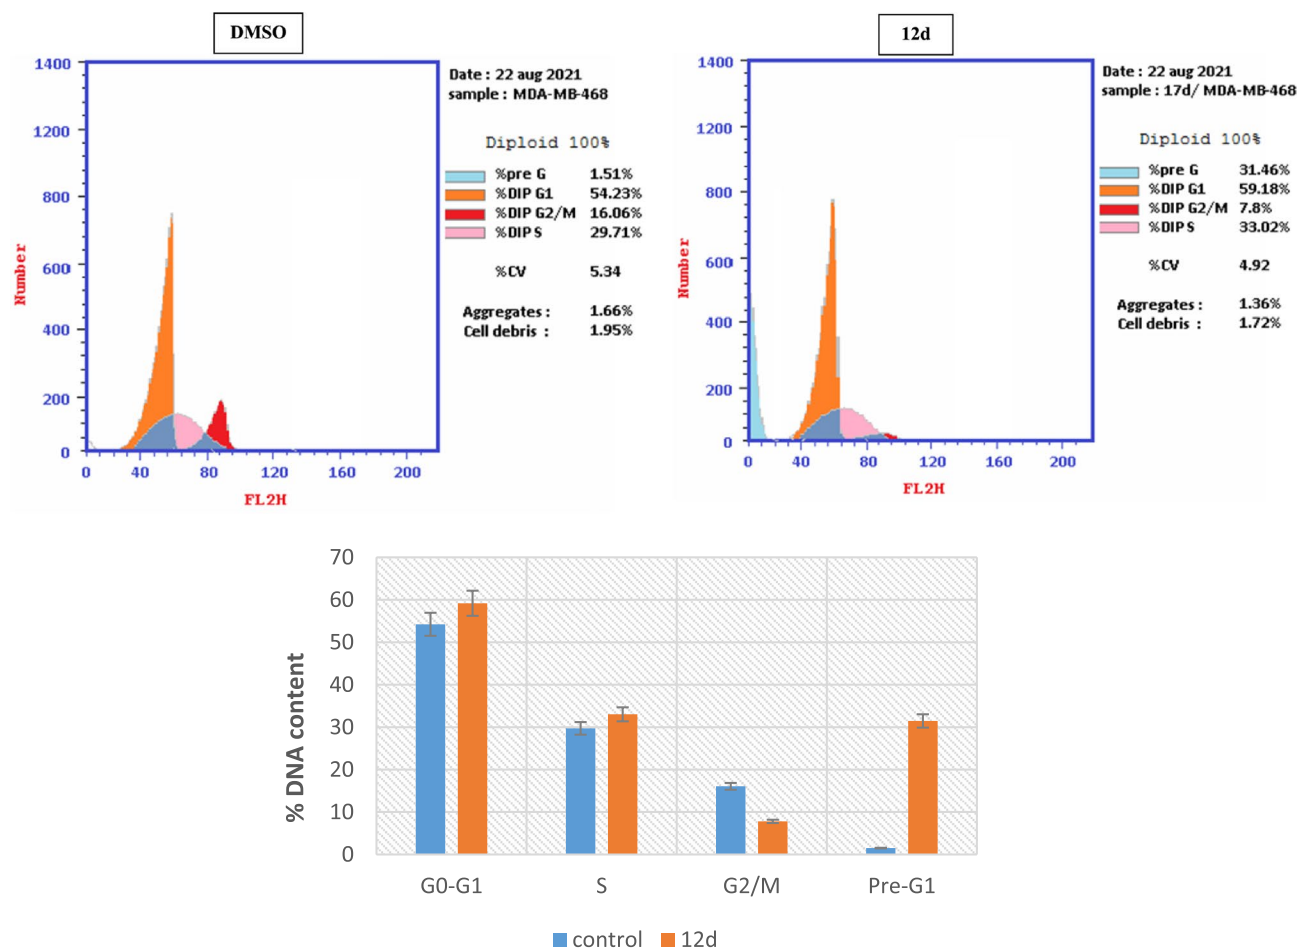 DMSO
1400
1200
800
600
400
200
0
0 40 80 120 160 200
Number
FL2H
Date : 22 aug 2021
sample : MDA-MB-468
Diploid 100%
%pre G 1.51%
%DIP G1 54.23%
%DIP G2/M 16.06%
%DIP S 29.71%
%CV 5.34
Aggregates : 1.66%
Cell debris : 1.95%
12d
1400
1200
800
600
400
200
0
0 40 80 120 160 200
Number
FL2H
Date : 22 aug 2021
sample : 17d/ MDA-MB-468
Diploid 100%
%pre G 31.46%
%DIP G1 59.18%
%DIP G2/M 7.8%
%DIP S 33.02%
%CV 4.92
Aggregates : 1.36%
Cell debris : 1.72%
% DNA content
70
60
50
40
30
20
10
0
G0-G1 S G2/M Pre-G1
control 12d